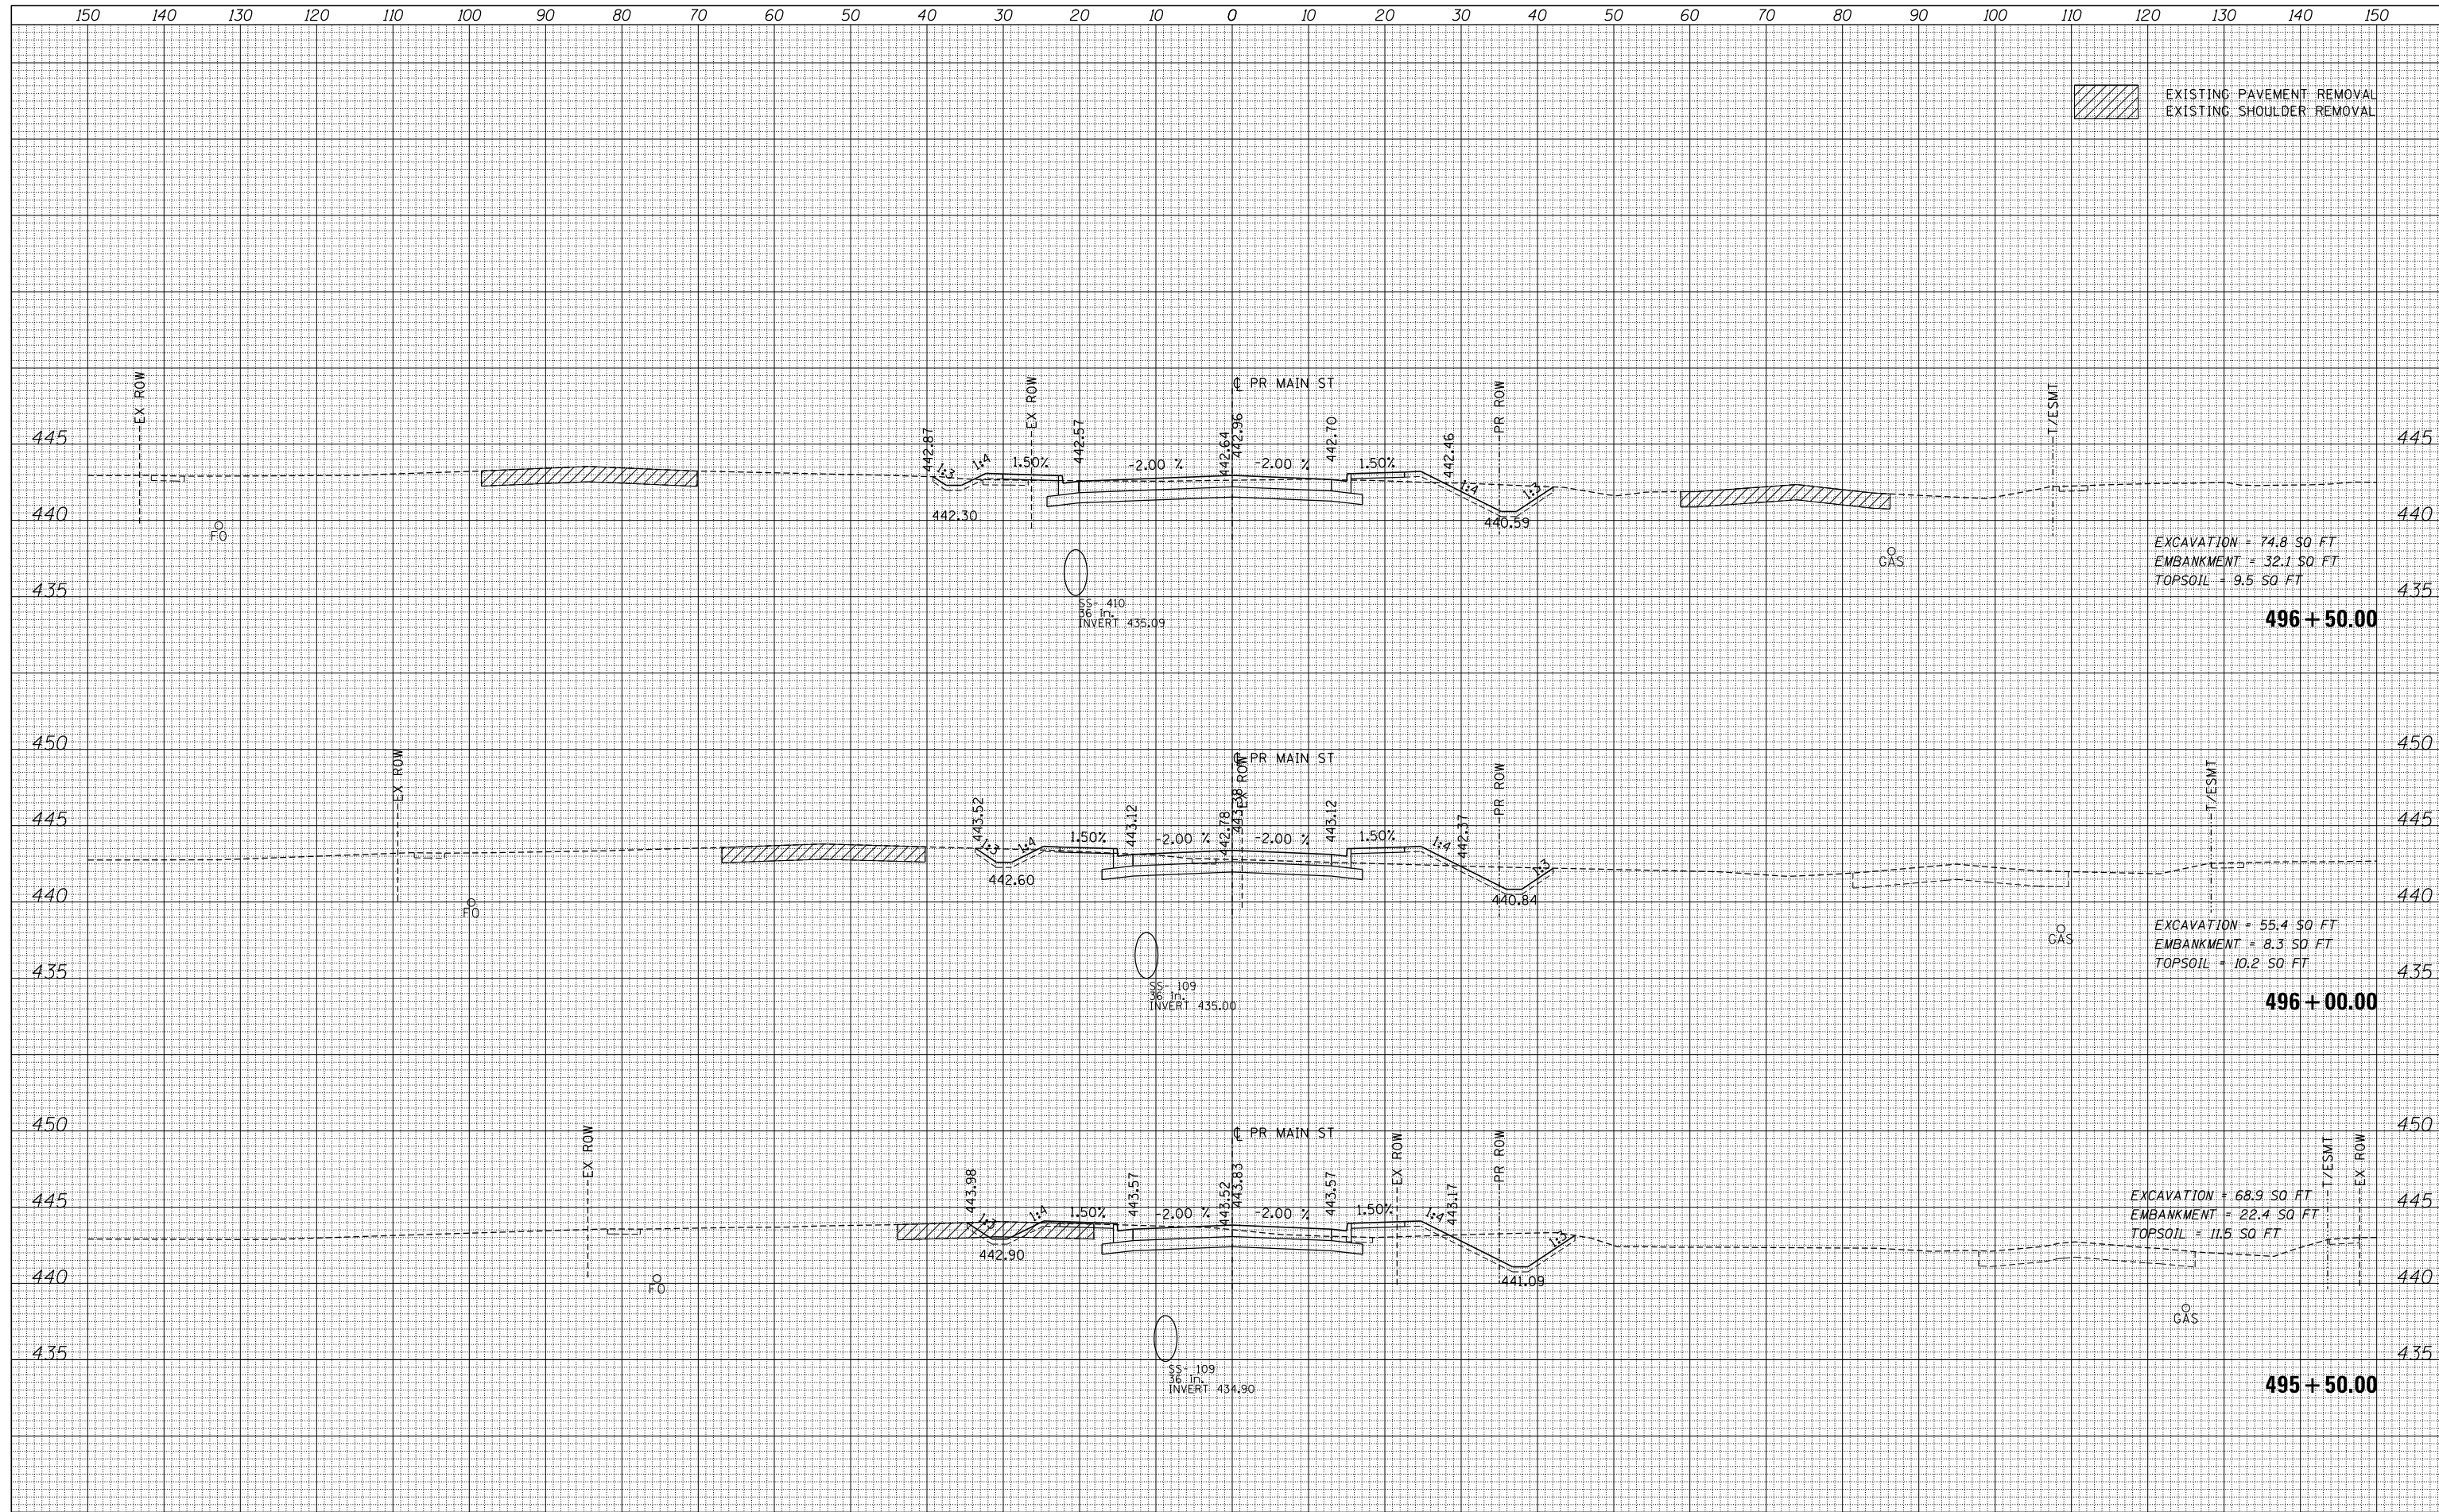 150 140 130 120 110 100 90 80 70 60 50 40 30 20 10 0 10 20 30 40 50 60 70 80 90 100 110 120 130 140 150
EXISTING PAVEMENT REMOVAL
EXISTING SHOULDER REMOVAL
EX ROW
EX ROW
℄ PR MAIN ST
PR ROW
T/ESMT
445
442.87
442.57
442.64
442.96
442.70
442.46
445
1:3
1:4
1.50%
-2.00 %
-2.00 %
1.50%
1:4
1:3
440
442.30
440.59
440
FO
GAS
EXCAVATION = 74.8 SQ FT
EMBANKMENT = 32.1 SQ FT
TOPSOIL = 9.5 SQ FT
435
435
SS- 410
36 in.
INVERT 435.09
496+50.00
450
450
EX ROW
℄ PR MAIN ST
EX ROW
PR ROW
T/ESMT
445
443.52
443.12
442.78
443.38
443.12
442.37
445
1:3
1:4
1.50%
-2.00 %
-2.00 %
1.50%
1:4
1:3
442.60
440.84
440
440
FO
GAS
EXCAVATION = 55.4 SQ FT
EMBANKMENT = 8.3 SQ FT
TOPSOIL = 10.2 SQ FT
435
435
SS- 109
36 in.
INVERT 435.00
496+00.00
450
450
EX ROW
℄ PR MAIN ST
EX ROW
PR ROW
T/ESMT
EX ROW
445
443.98
443.57
443.52
443.83
443.57
443.17
445
EXCAVATION = 68.9 SQ FT
EMBANKMENT = 22.4 SQ FT
TOPSOIL = 11.5 SQ FT
1:3
1:4
1.50%
-2.00 %
-2.00 %
1.50%
1:4
1:3
442.90
441.09
440
440
FO
GAS
435
435
SS- 109
36 in.
INVERT 434.90
495+50.00